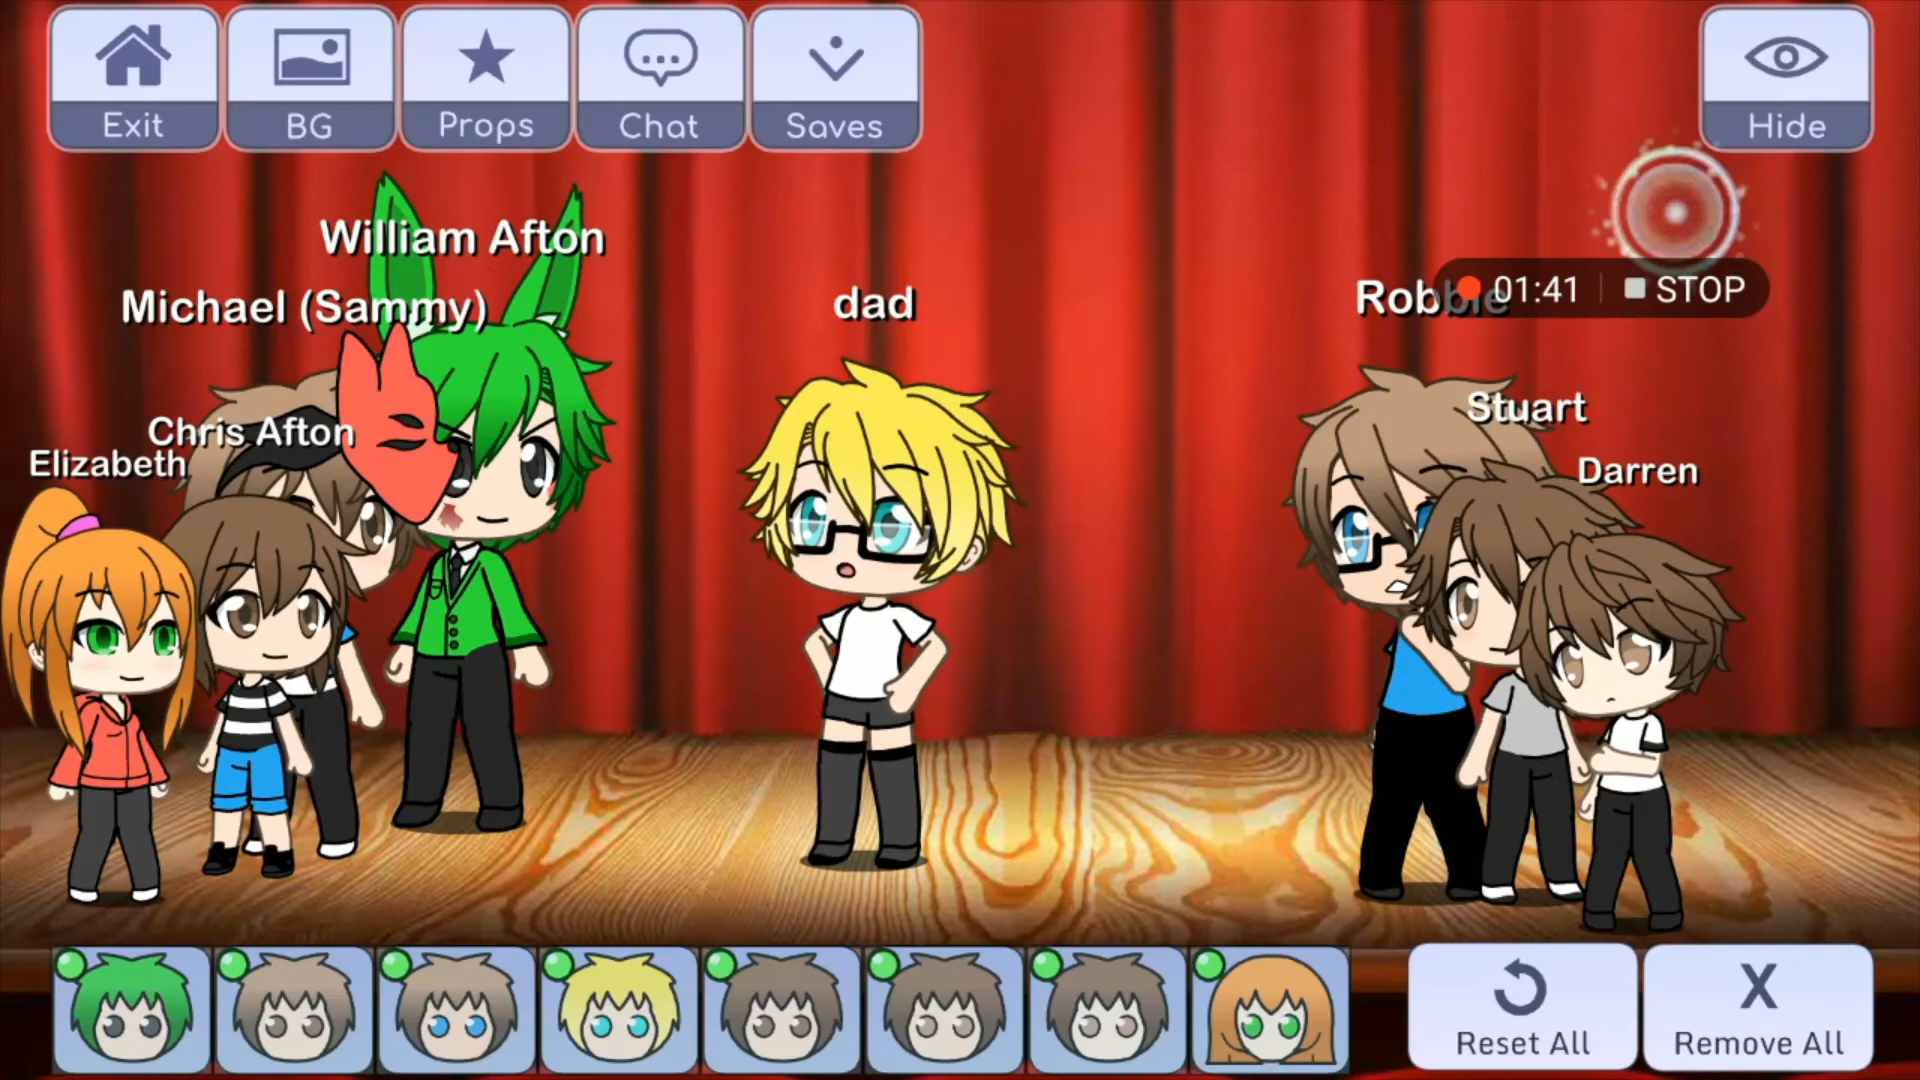 Exit
BG
Props
Chat
Saves
Hide
William Afton
Michael (Sammy)
dad
Robbie
01:41
STOP
Chris Afton
Elizabeth
Stuart
Darren
Reset All
X
Remove All